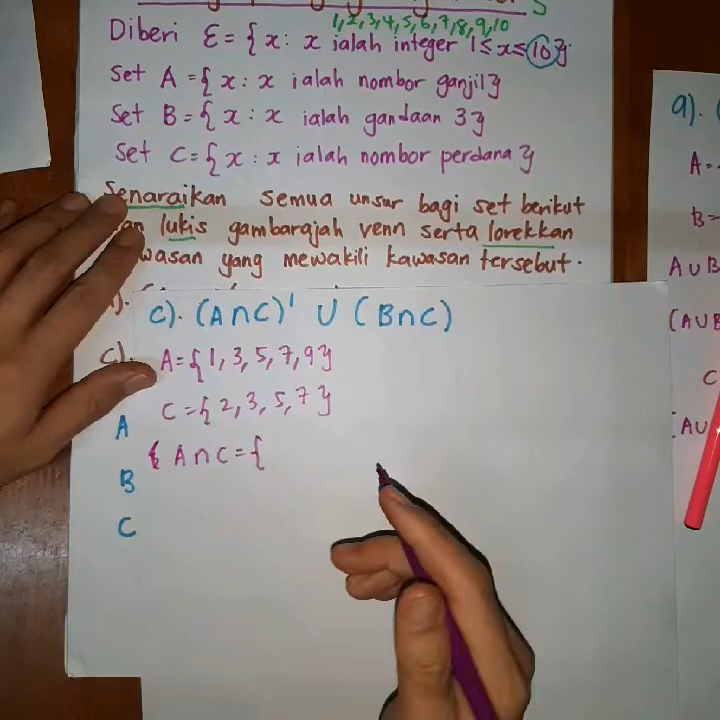 1,2,3,4,5,6,7,8,9,10
Diberi Ɛ = { x : x ialah integer 1 ≤ x ≤ 10 }
Set A = { x : x ialah nombor ganjil }
Set B = { x : x ialah gandaan 3 }
Set C = { x : x ialah nombor perdana }
Senaraikan semua unsur bagi set berikut
lukis gambarajah venn serta lorekkan
wasan yang mewakili kawasan tersebut.
c). (A∩C)' ∪ (B∩C)
c).
A = { 1, 3, 5, 7, 9 }
C = { 2, 3, 5, 7 }
A
A ∩ C = {
B
C
a). (
A =
B =
A ∪ B
(A ∪ B
C
[A ∪